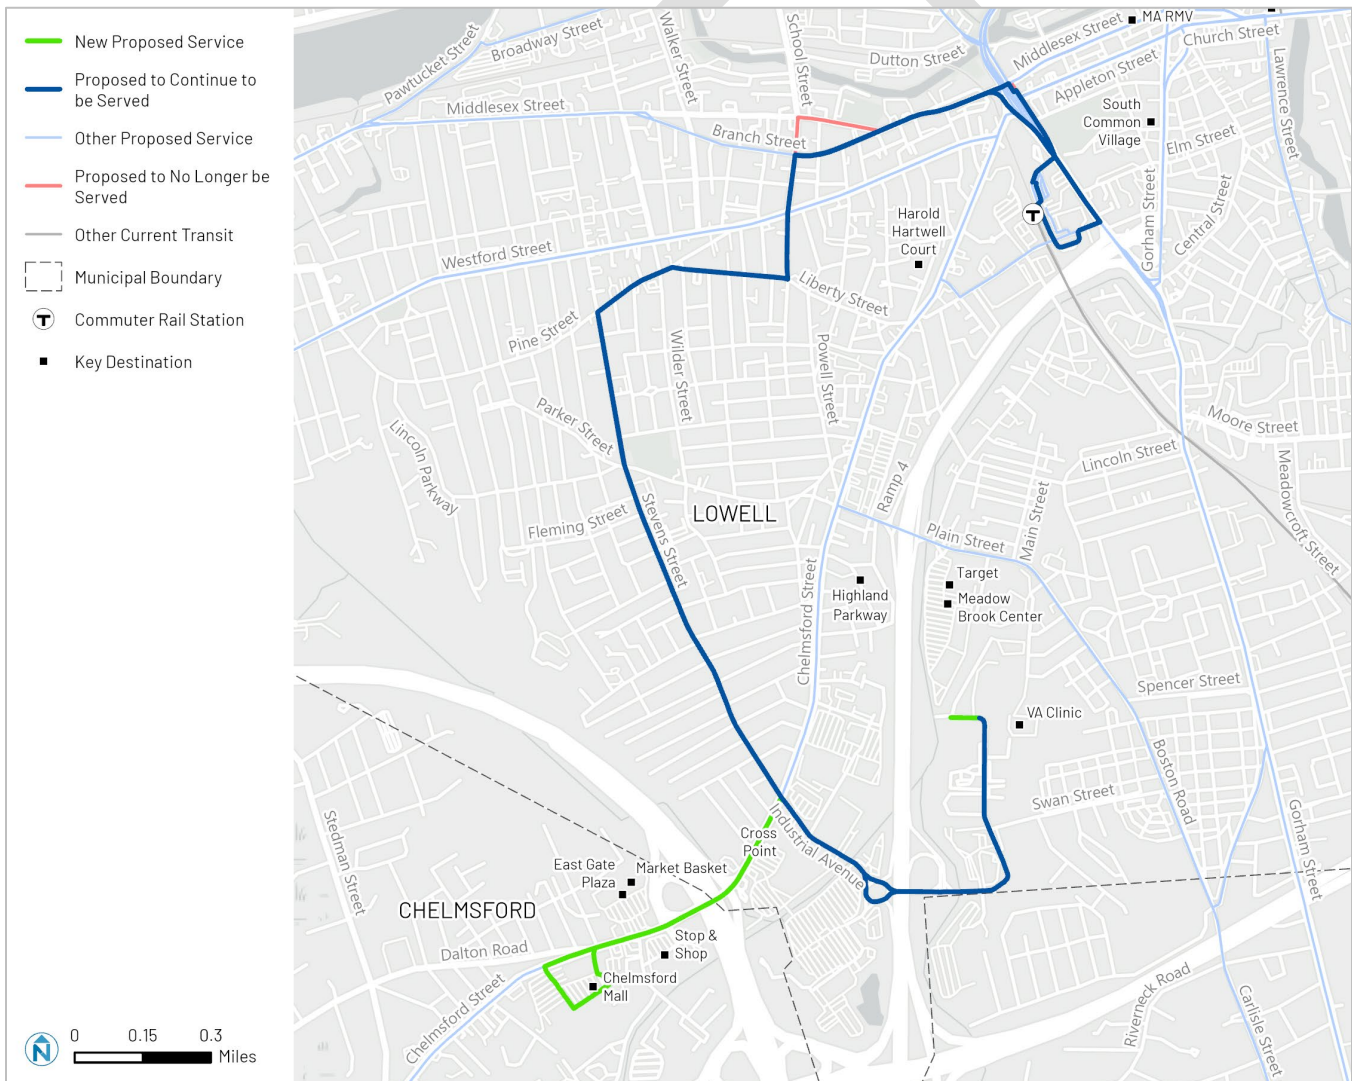 New Proposed Service
Proposed to Continue to
be Served
Other Proposed Service
Proposed to No Longer be
Served
Other Current Transit
Municipal Boundary
T
Commuter Rail Station
Key Destination
N
0 0.15 0.3
Miles
Pawtucket Street
Broadway Street
Walker Street
School Street
Dutton Street
Middlesex Street
MA RMV
Church Street
Lawrence Street
Appleton Street
South
Common
Village
Elm Street
Middlesex Street
Branch Street
Gorham Street
Central Street
T
Harold
Hartwell
Court
Westford Street
Liberty Street
Pine Street
Wilder Street
Powell Street
Parker Street
Lincoln Parkway
Moore Street
Lincoln Street
Meadowcroft Street
Ramp 4
Main Street
Fleming Street
Stevens Street
LOWELL
Plain Street
Target
Meadow
Brook Center
Highland
Parkway
Chelmsford Street
Spencer Street
VA Clinic
Boston Road
Swan Street
Gorham Street
Industrial Avenue
Cross
Point
Stedman Street
East Gate
Plaza
Market Basket
CHELMSFORD
Dalton Road
Stop &
Shop
Chelmsford
Mall
Chelmsford Street
Riverneck Road
Carlisle Street